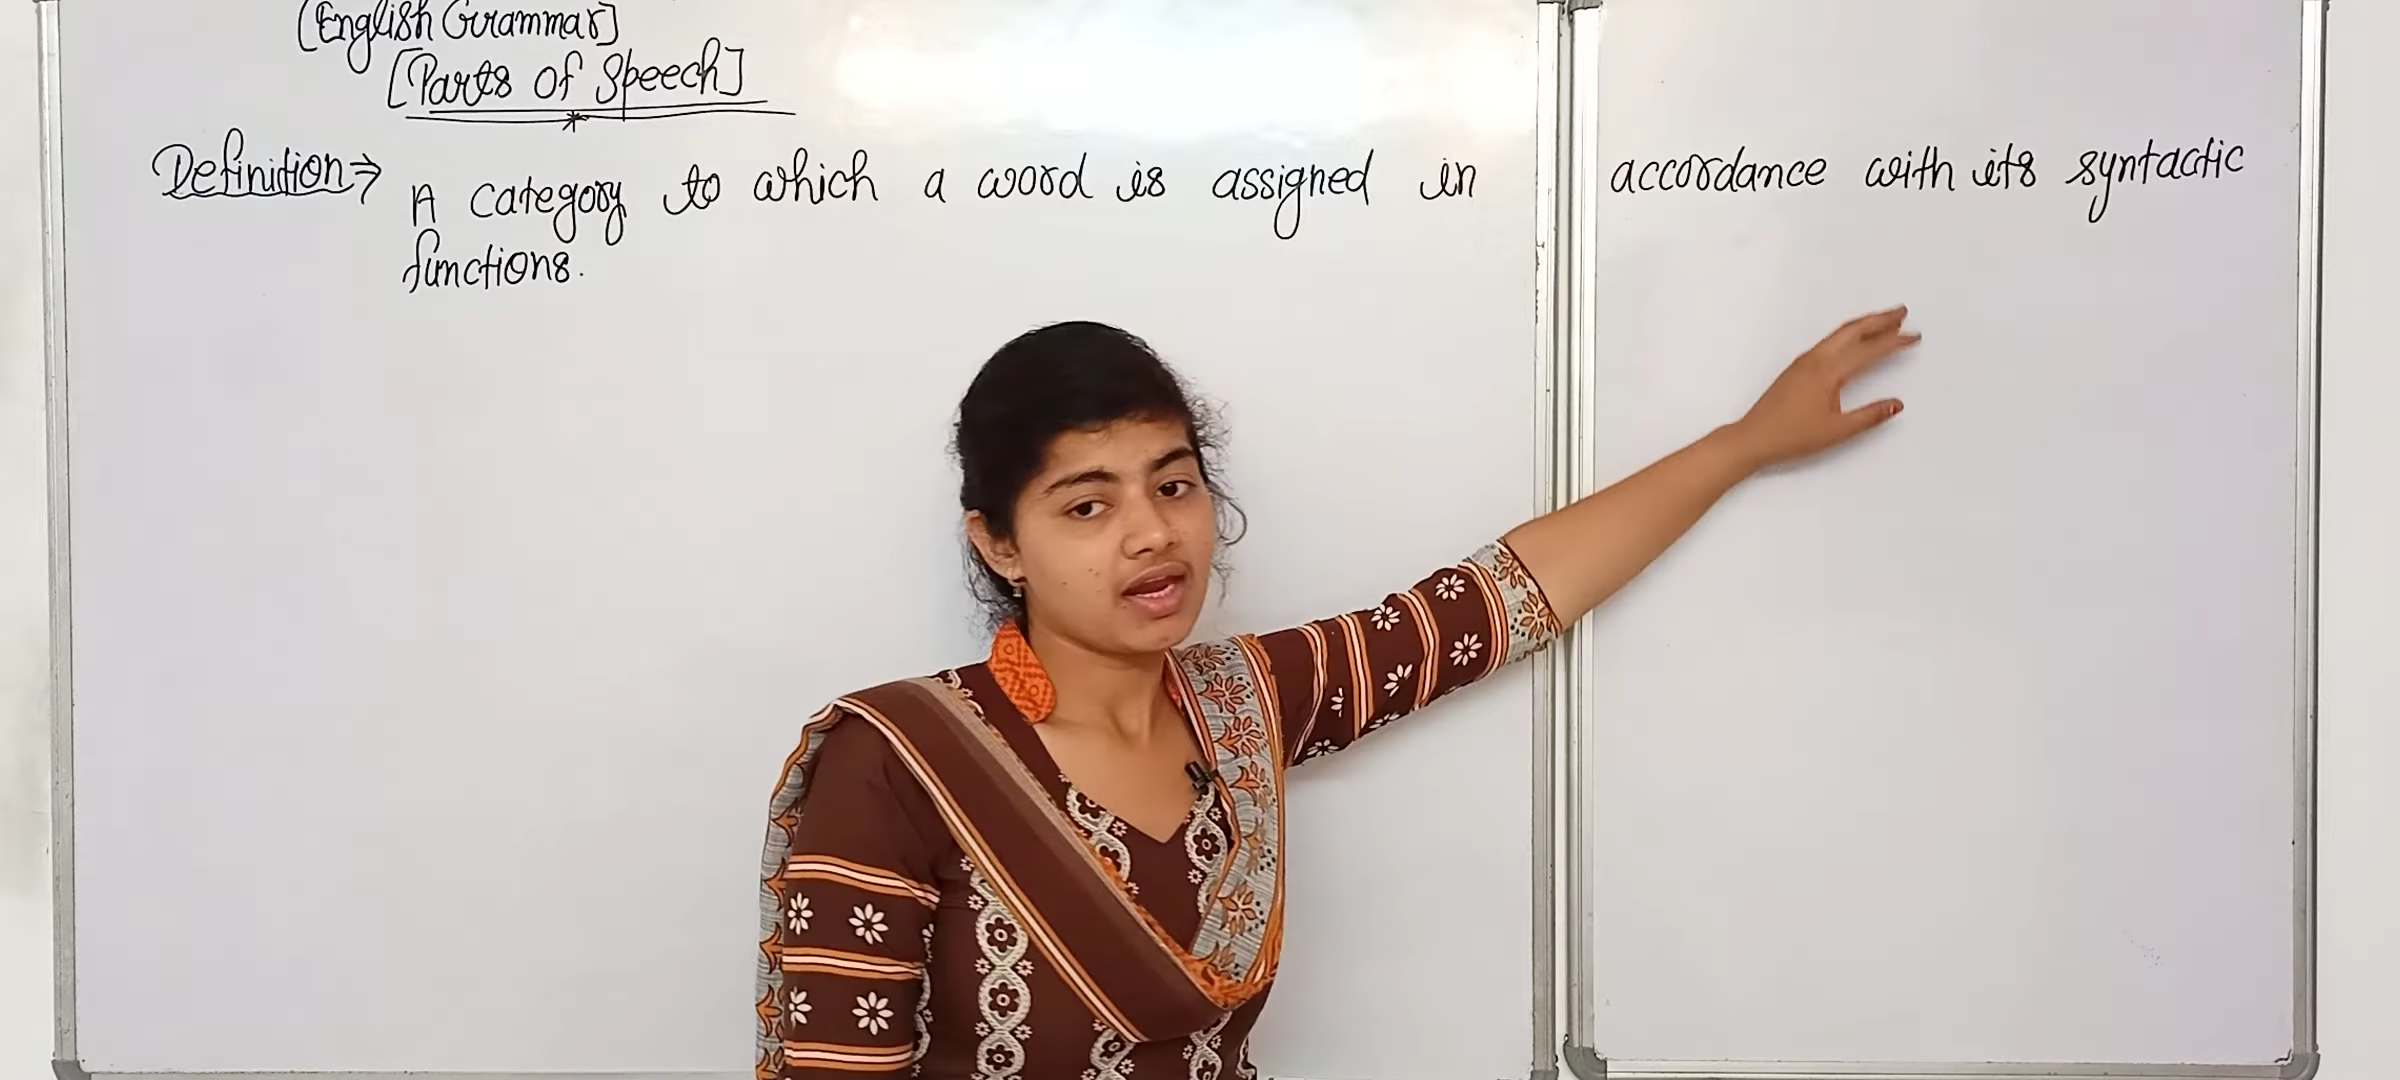 [English Grammar]
[Parts of Speech]
Definition⇒ A category to which a word is assigned in accordance with its syntactic
functions.